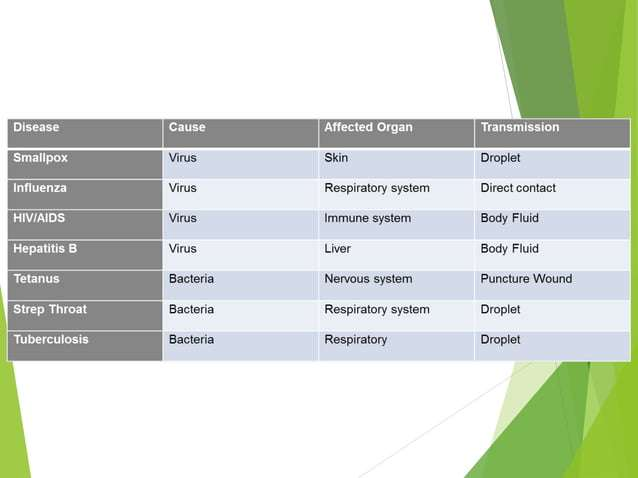 Disease Cause Affected Organ Transmission
Smallpox Virus Skin Droplet
Influenza Virus Respiratory system Direct contact
HIV/AIDS Virus Immune system Body Fluid
Hepatitis B Virus Liver Body Fluid
Tetanus Bacteria Nervous system Puncture Wound
Strep Throat Bacteria Respiratory system Droplet
Tuberculosis Bacteria Respiratory Droplet